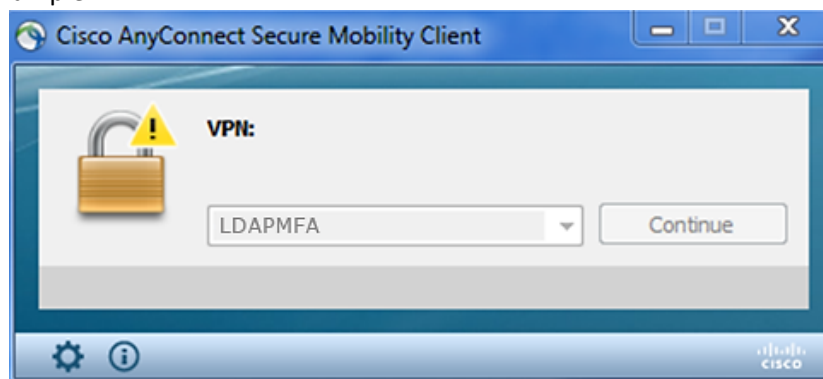 Cisco AnyConnect Secure Mobility Client
VPN:
LDAPMFA
Continue
cisco